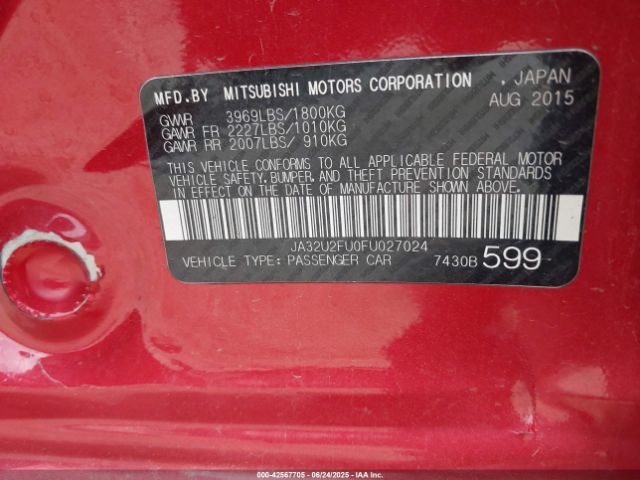 MFD.BY MITSUBISHI MOTORS CORPORATION , JAPAN
GVWR 3969LBS/1800KG AUG 2015
GAWR FR 2227LBS/1010KG
GAWR RR 2007LBS/ 910KG
THIS VEHICLE CONFORMS TO ALL APPLICABLE FEDERAL MOTOR
VEHICLE SAFETY, BUMPER, AND THEFT PREVENTION STANDARDS
IN EFFECT ON THE DATE OF MANUFACTURE SHOWN ABOVE.
JA32U2FU0FU027024
VEHICLE TYPE: PASSENGER CAR 7430B 599
000-42567705 - 06/24/2025 - IAA Inc.